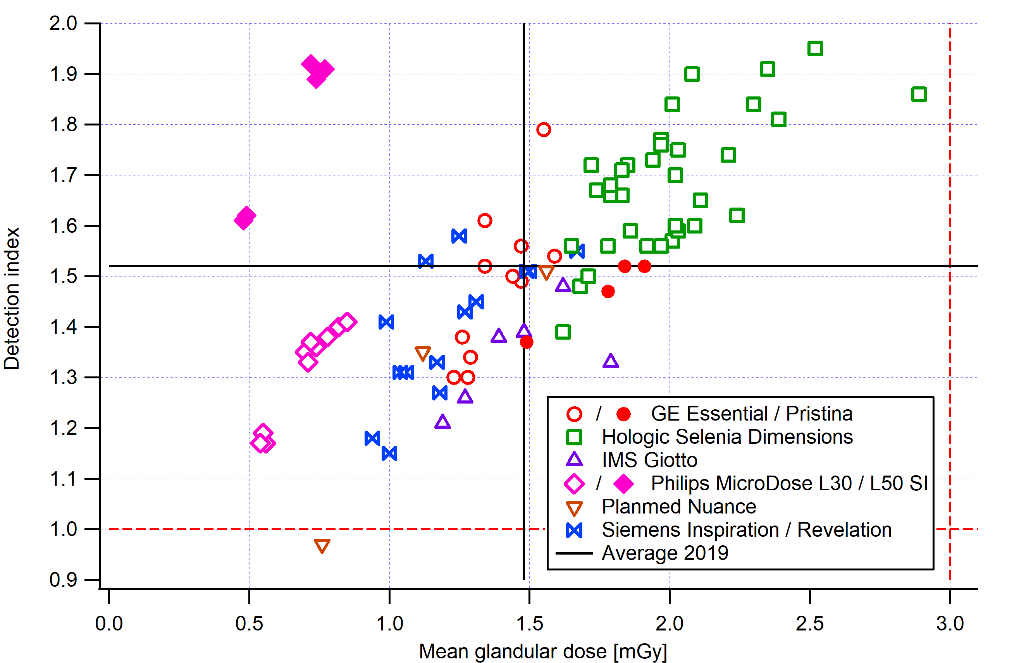 2.0
1.9
1.8
1.7
1.6
1.5
1.4
1.3
1.2
1.1
1.0
0.9
Detection index
/ GE Essential / Pristina
Hologic Selenia Dimensions
IMS Giotto
/ Philips MicroDose L30 / L50 SI
Planmed Nuance
Siemens Inspiration / Revelation
Average 2019
0.0 0.5 1.0 1.5 2.0 2.5 3.0
Mean glandular dose [mGy]